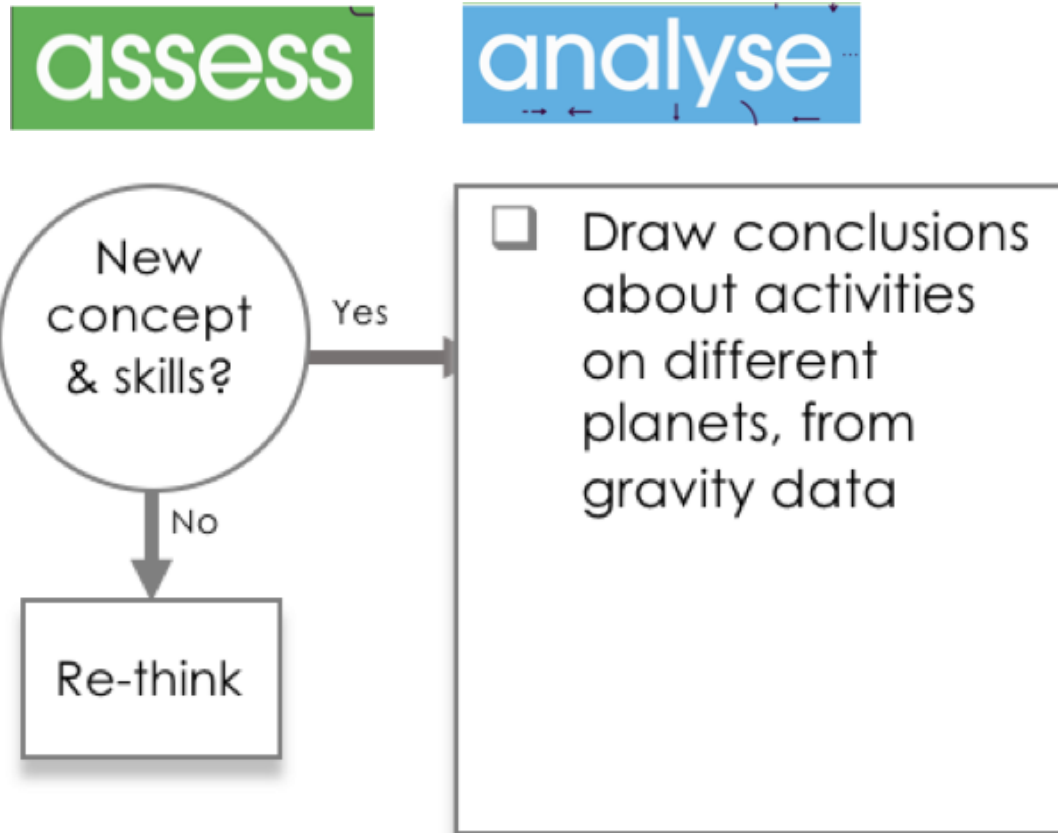 assess
analyse
New
concept
& skills?
Yes
No
Re-think
❑ Draw conclusions
about activities
on different
planets, from
gravity data